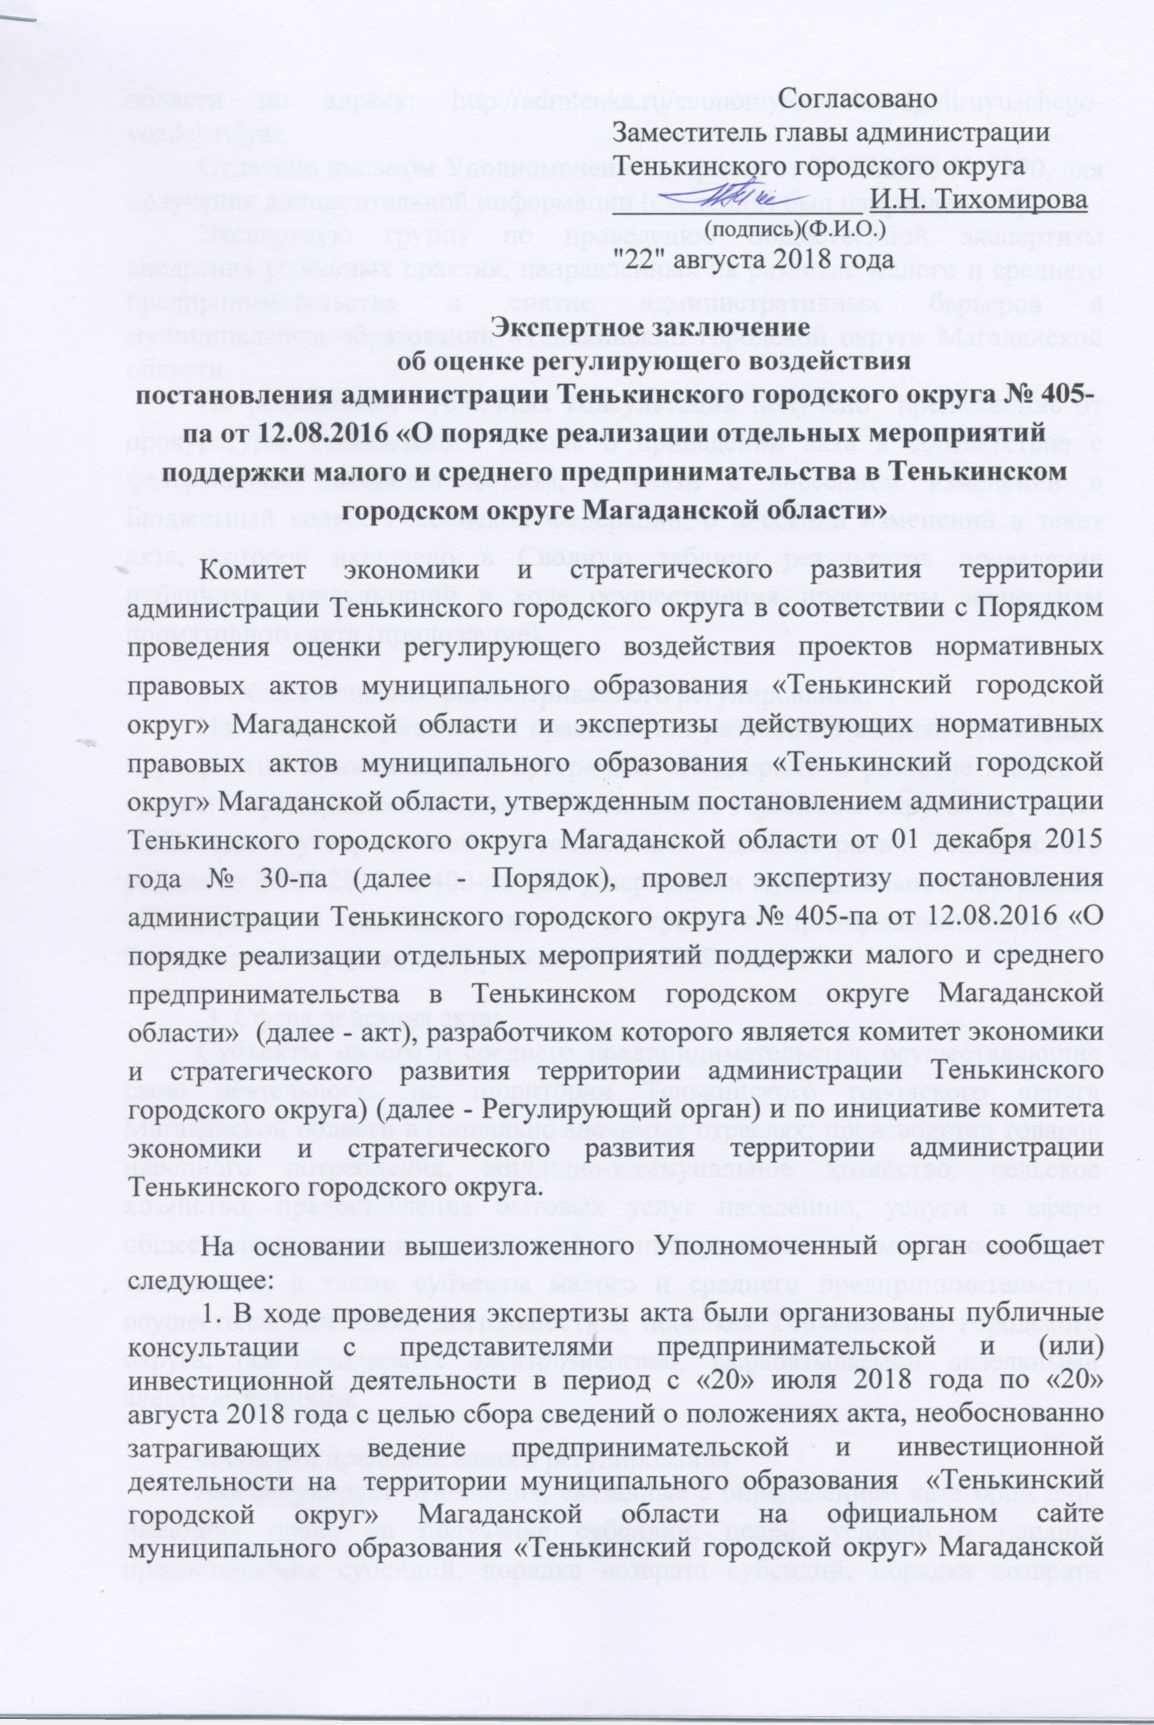 Согласовано
Заместитель главы администрации
Тенькинского городского округа
И.Н. Тихомирова
(подпись)(Ф.И.О.)
"22" августа 2018 года
Экспертное заключение
об оценке регулирующего воздействия
постановления администрации Тенькинского городского округа № 405-
па от 12.08.2016 «О порядке реализации отдельных мероприятий
поддержки малого и среднего предпринимательства в Тенькинском
городском округе Магаданской области»
Комитет экономики и стратегического развития территории
администрации Тенькинского городского округа в соответствии с Порядком
проведения оценки регулирующего воздействия проектов нормативных
правовых актов муниципального образования «Тенькинский городской
округ» Магаданской области и экспертизы действующих нормативных
правовых актов муниципального образования «Тенькинский городской
округ» Магаданской области, утвержденным постановлением администрации
Тенькинского городского округа Магаданской области от 01 декабря 2015
года № 30-па (далее - Порядок), провел экспертизу постановления
администрации Тенькинского городского округа № 405-па от 12.08.2016 «О
порядке реализации отдельных мероприятий поддержки малого и среднего
предпринимательства в Тенькинском городском округе Магаданской
области» (далее - акт), разработчиком которого является комитет экономики
и стратегического развития территории администрации Тенькинского
городского округа) (далее - Регулирующий орган) и по инициативе комитета
экономики и стратегического развития территории администрации
Тенькинского городского округа.
На основании вышеизложенного Уполномоченный орган сообщает
следующее:
1. В ходе проведения экспертизы акта были организованы публичные
консультации с представителями предпринимательской и (или)
инвестиционной деятельности в период с «20» июля 2018 года по «20»
августа 2018 года с целью сбора сведений о положениях акта, необоснованно
затрагивающих ведение предпринимательской и инвестиционной
деятельности на территории муниципального образования «Тенькинский
городской округ» Магаданской области на официальном сайте
муниципального образования «Тенькинский городской округ» Магаданской